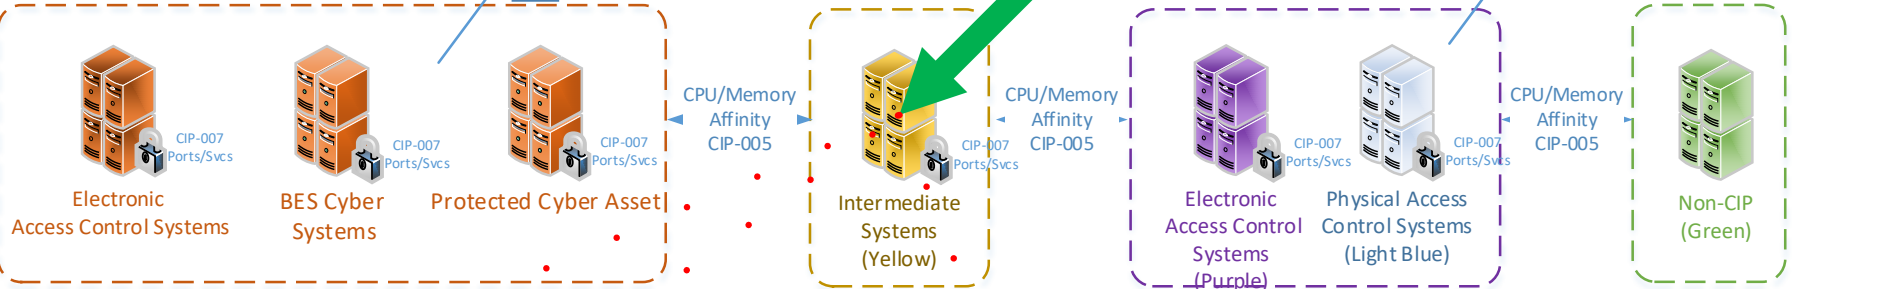 CIP-007
Ports/Svcs
Electronic
Access Control Systems
CIP-007
Ports/Svcs
BES Cyber
Systems
CIP-007
Ports/Svcs
Protected Cyber Asset
CPU/Memory
Affinity
CIP-005
CIP-007
Ports/Svcs
Intermediate
Systems
(Yellow)
CPU/Memory
Affinity
CIP-005
CIP-007
Ports/Svcs
Electronic
Access Control
Systems
(Purple)
CIP-007
Ports/Svcs
Physical Access
Control Systems
(Light Blue)
CPU/Memory
Affinity
CIP-005
Non-CIP
(Green)